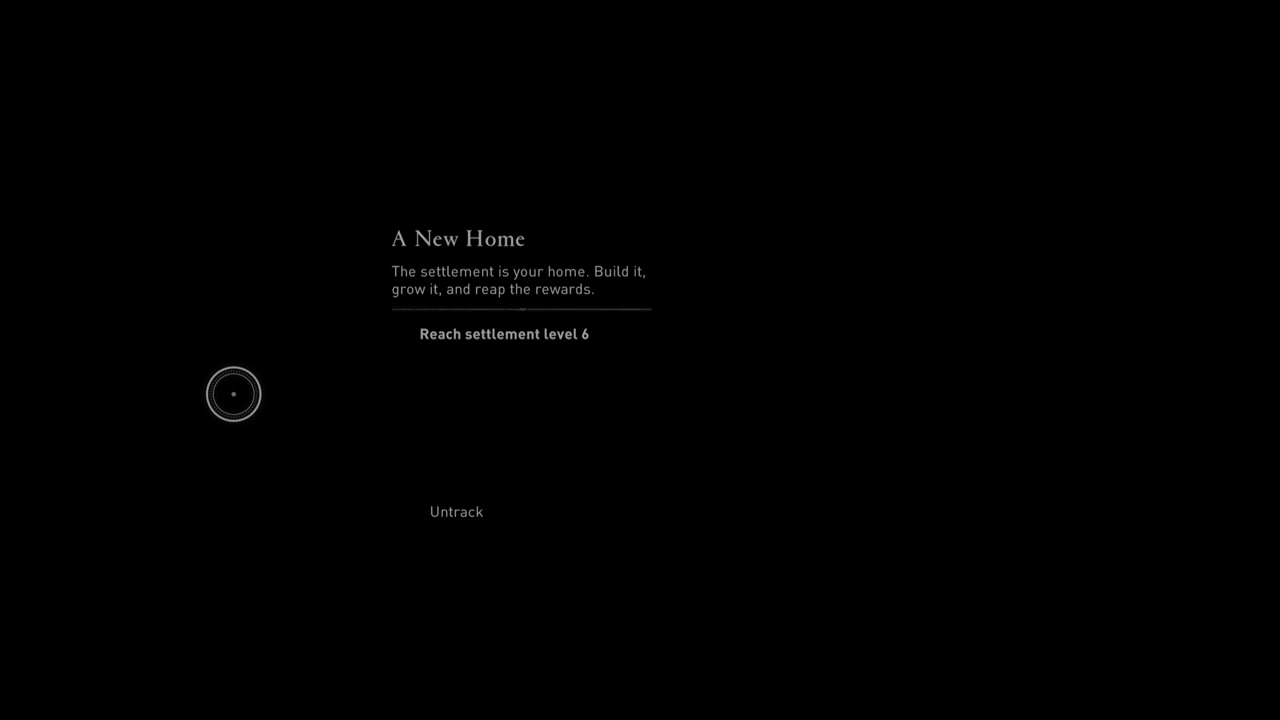 A New Home
The settlement is your home. Build it,
grow it, and reap the rewards.
Reach settlement level 6
Untrack